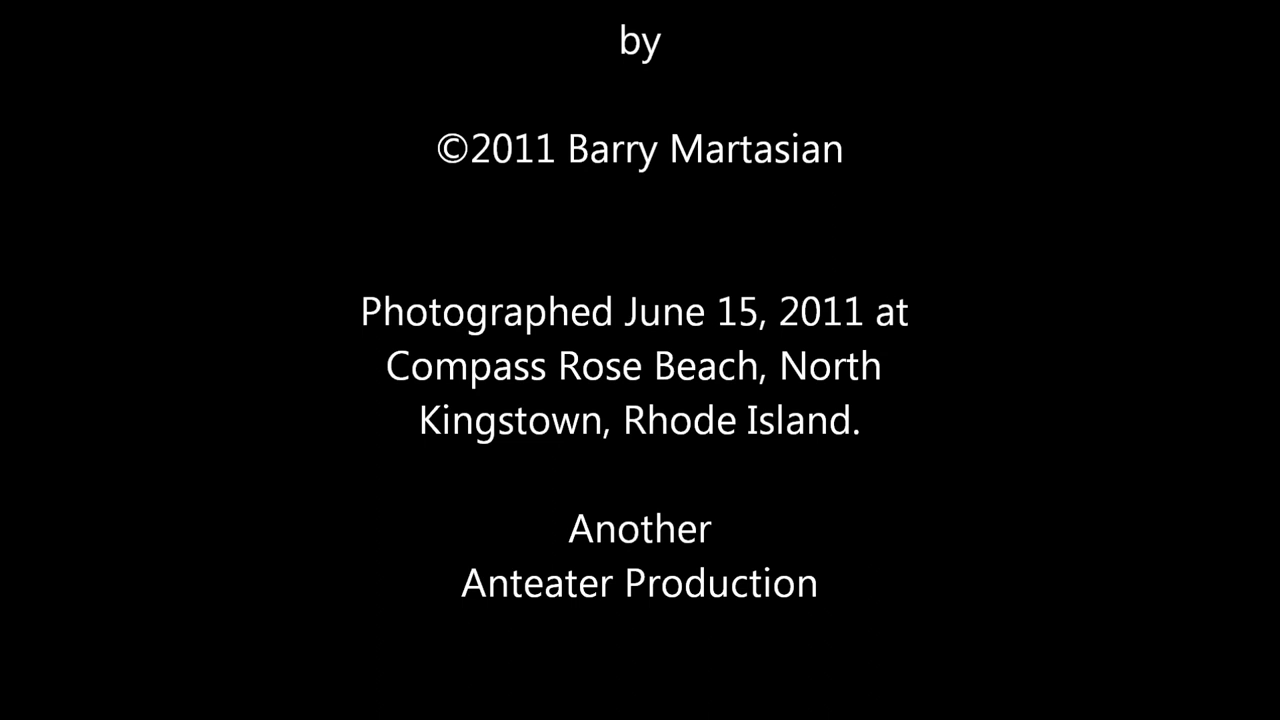 by
©2011 Barry Martasian
Photographed June 15, 2011 at
Compass Rose Beach, North
Kingstown, Rhode Island.
Another
Anteater Production